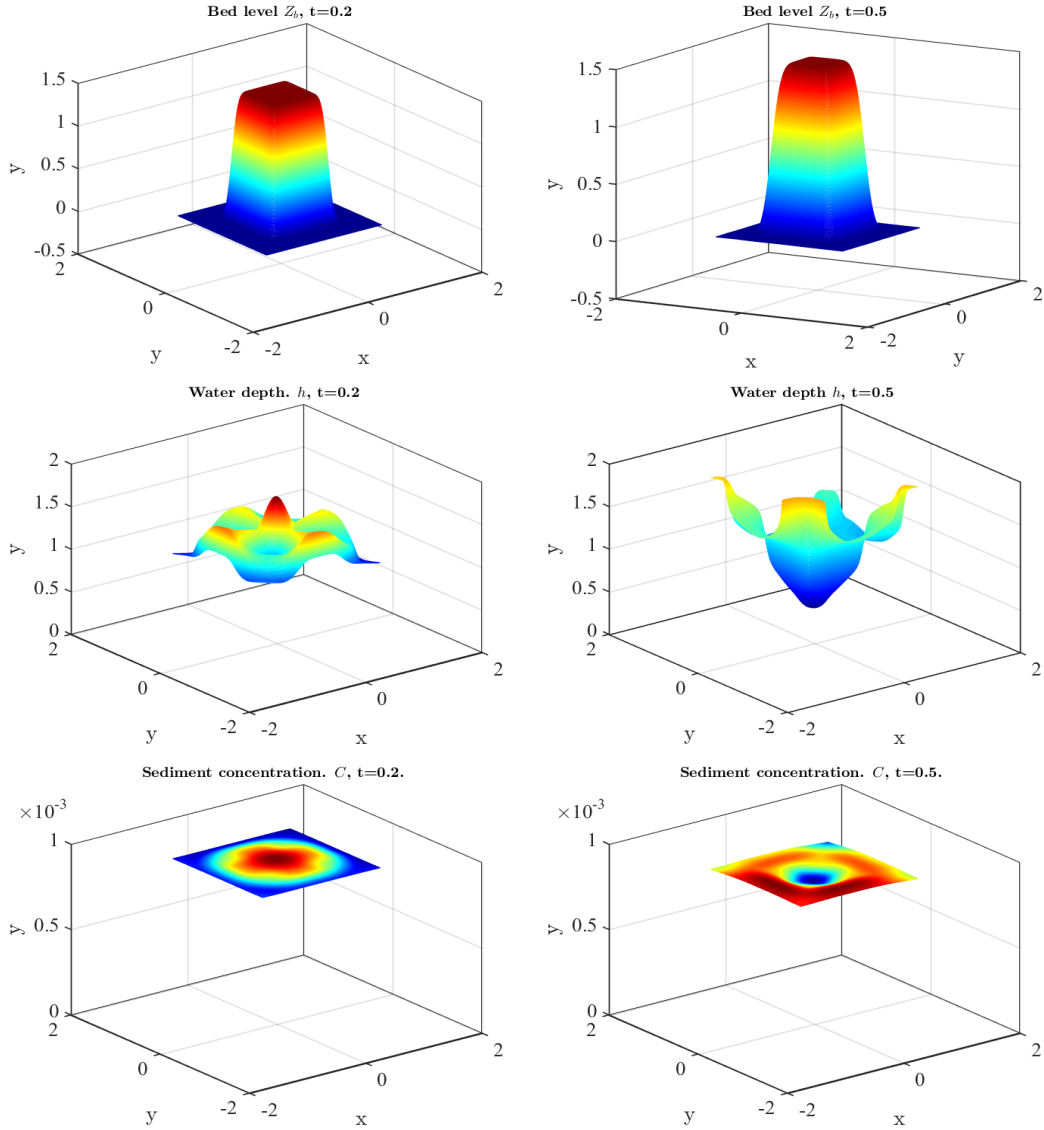 Bed level Z_b, t=0.2
1.5
1
0.5
0
-0.5
2
0
-2
-2
0
2
y
y
x
Bed level Z_b, t=0.5
1.5
1
0.5
0
-0.5
-2
0
2
-2
0
2
y
x
y
Water depth. h, t=0.2
2
1.5
1
0.5
0
2
0
-2
-2
0
2
y
y
x
Water depth h, t=0.5
2
1.5
1
0.5
0
2
0
-2
-2
0
2
y
y
x
Sediment concentration. C, t=0.2.
×10⁻³
1
0.5
0
2
0
-2
-2
0
2
y
y
x
Sediment concentration. C, t=0.5.
×10⁻³
1
0.5
0
2
0
-2
-2
0
2
y
y
x